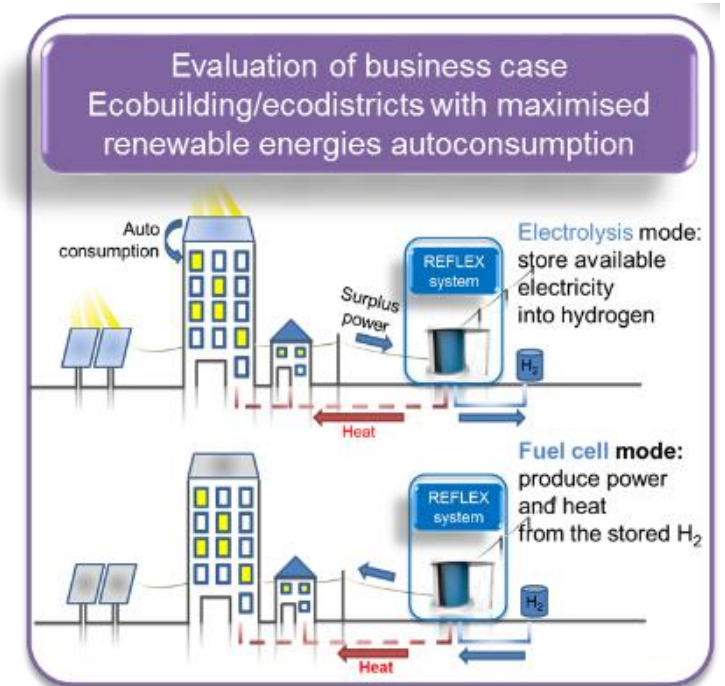 Evaluation of business case
Ecobuilding/ecodistricts with maximised
renewable energies autoconsumption
Auto
consumption
Surplus
power
REFLEX
system
Electrolysis mode:
store available
electricity
into hydrogen
H2
Heat
Fuel cell mode:
produce power
and heat
from the stored H2
REFLEX
system
H2
Heat